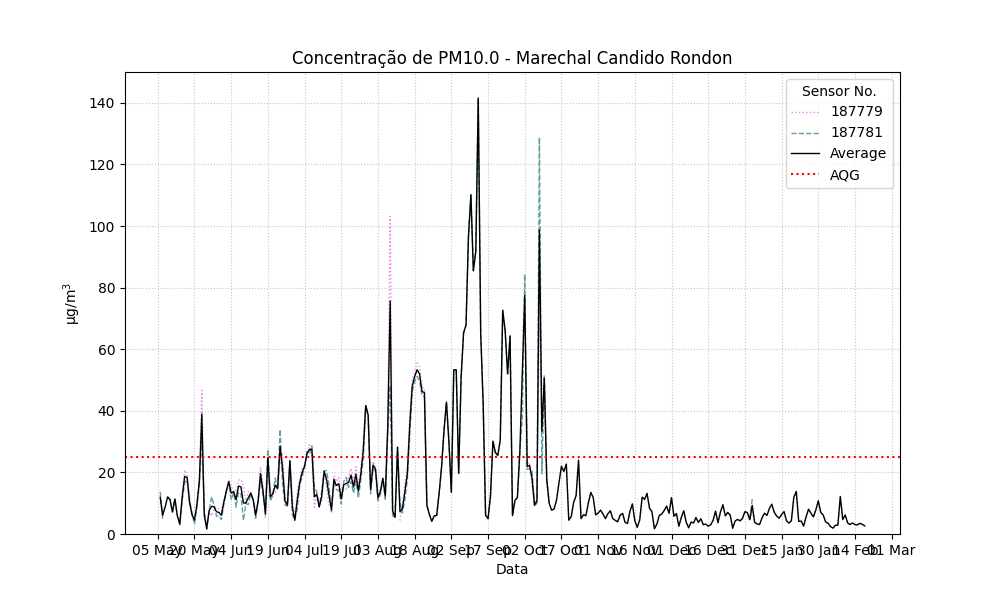 Concentração de PM10.0 - Marechal Candido Rondon
Sensor No.
187779
187781
Average
AQG
µg/m³
140
120
100
80
60
40
20
0
05 May 20 May 04 Jun 19 Jun 04 Jul 19 Jul 03 Aug 18 Aug 02 Sep 17 Sep 02 Oct 17 Oct 01 Nov 16 Nov 01 Dec 16 Dec 31 Dec 15 Jan 30 Jan 14 Feb 01 Mar
Data